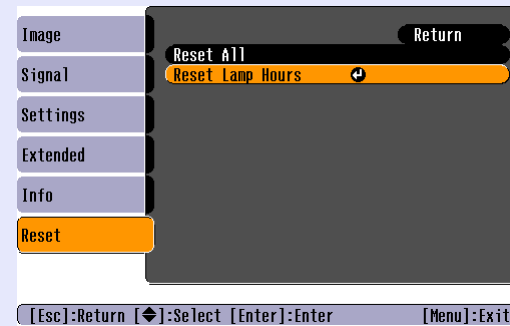 Image
Signal
Settings
Extended
Info
Reset
Return
Reset All
Reset Lamp Hours
[Esc]:Return [◆]:Select [Enter]:Enter [Menu]:Exit